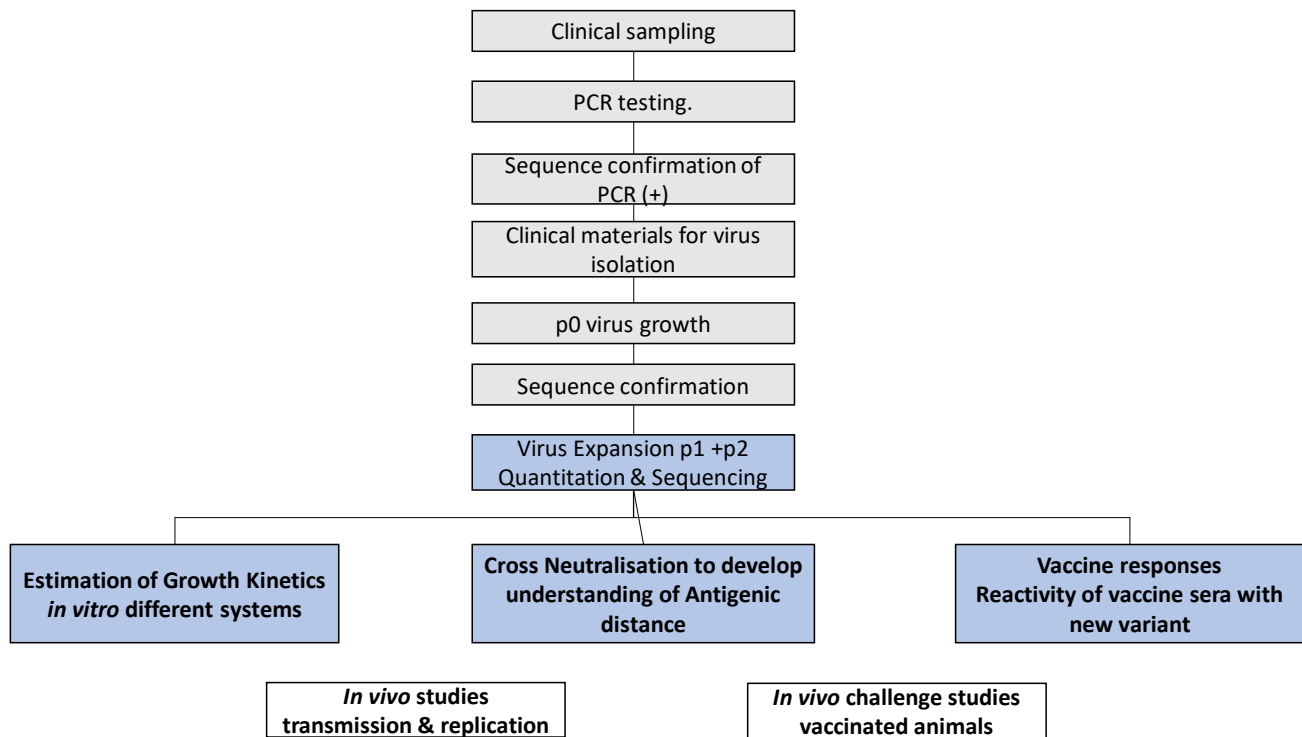 Clinical sampling
PCR testing.
Sequence confirmation of
PCR (+)
Clinical materials for virus
isolation
p0 virus growth
Sequence confirmation
Virus Expansion p1 +p2
Quantitation & Sequencing
Estimation of Growth Kinetics
in vitro different systems
Cross Neutralisation to develop
understanding of Antigenic
distance
Vaccine responses
Reactivity of vaccine sera with
new variant
In vivo studies
transmission & replication
In vivo challenge studies
vaccinated animals